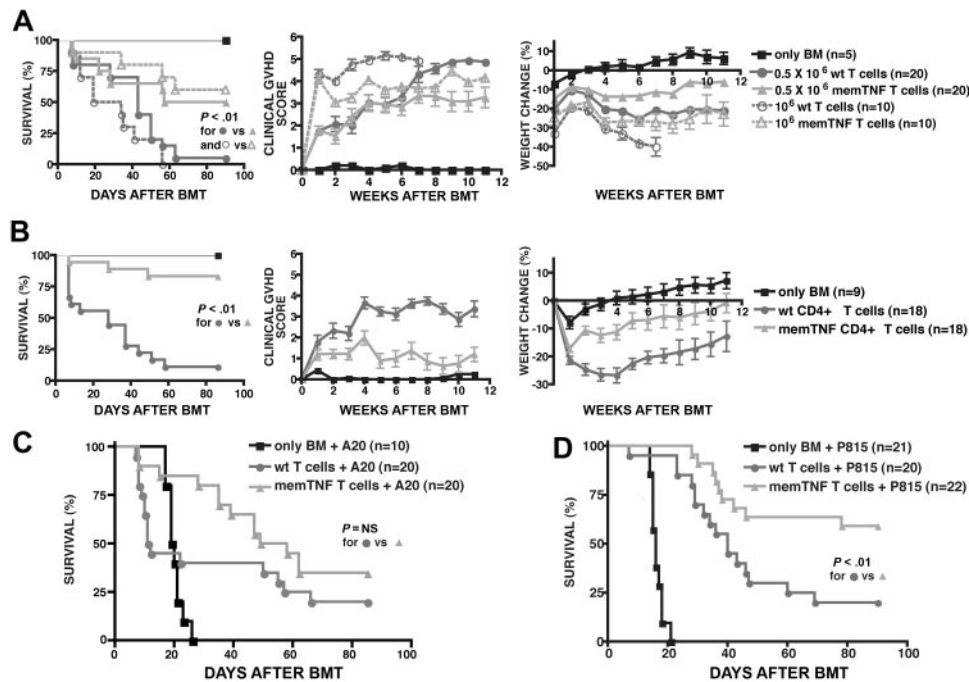 A
SURVIVAL (%)
100
75
50
25
0
0 20 40 60 80 100
DAYS AFTER BMT
P < .01
for ● vs ▲
and ○ vs △
CLINICAL GVHD
SCORE
6
5
4
3
2
1
0
0 2 4 6 8 10 12
WEEKS AFTER BMT
WEIGHT CHANGE (%)
10
0
-10
-20
-30
-40
-50
2 4 6 8 10 12
WEEKS AFTER BMT
only BM (n=5)
0.5 X 10 6 wt T cells (n=20)
0.5 X 10 6 memTNF T cells (n=20)
10 6 wt T cells (n=10)
10 6 memTNF T cells (n=10)
B
SURVIVAL (%)
100
75
50
25
0
0 20 40 60 80 100
DAYS AFTER BMT
P < .01
for ● vs ▲
CLINICAL GVHD
SCORE
6
5
4
3
2
1
0
0 2 4 6 8 10 12
WEEKS AFTER BMT
WEIGHT CHANGE (%)
10
0
-10
-20
-30
2 4 6 8 10 12
WEEKS AFTER BMT
only BM (n=9)
wt CD4+ T cells (n=18)
memTNF CD4+ T cells (n=18)
C
SURVIVAL (%)
100
75
50
25
0
0 20 40 60 80 100
DAYS AFTER BMT
only BM + A20 (n=10)
wt T cells + A20 (n=20)
memTNF T cells + A20 (n=20)
P = NS
for ● vs ▲
D
SURVIVAL (%)
100
75
50
25
0
0 20 40 60 80 100
DAYS AFTER BMT
only BM + P815 (n=21)
wt T cells + P815 (n=20)
memTNF T cells + P815 (n=22)
P < .01
for ● vs ▲